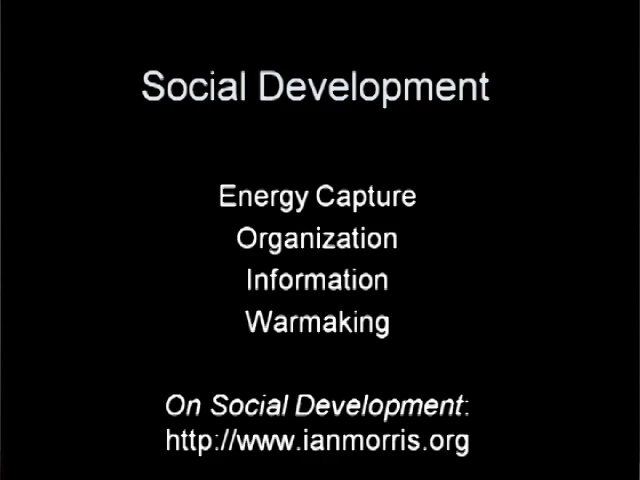 Social Development
Energy Capture
Organization
Information
Warmaking
On Social Development:
http://www.ianmorris.org